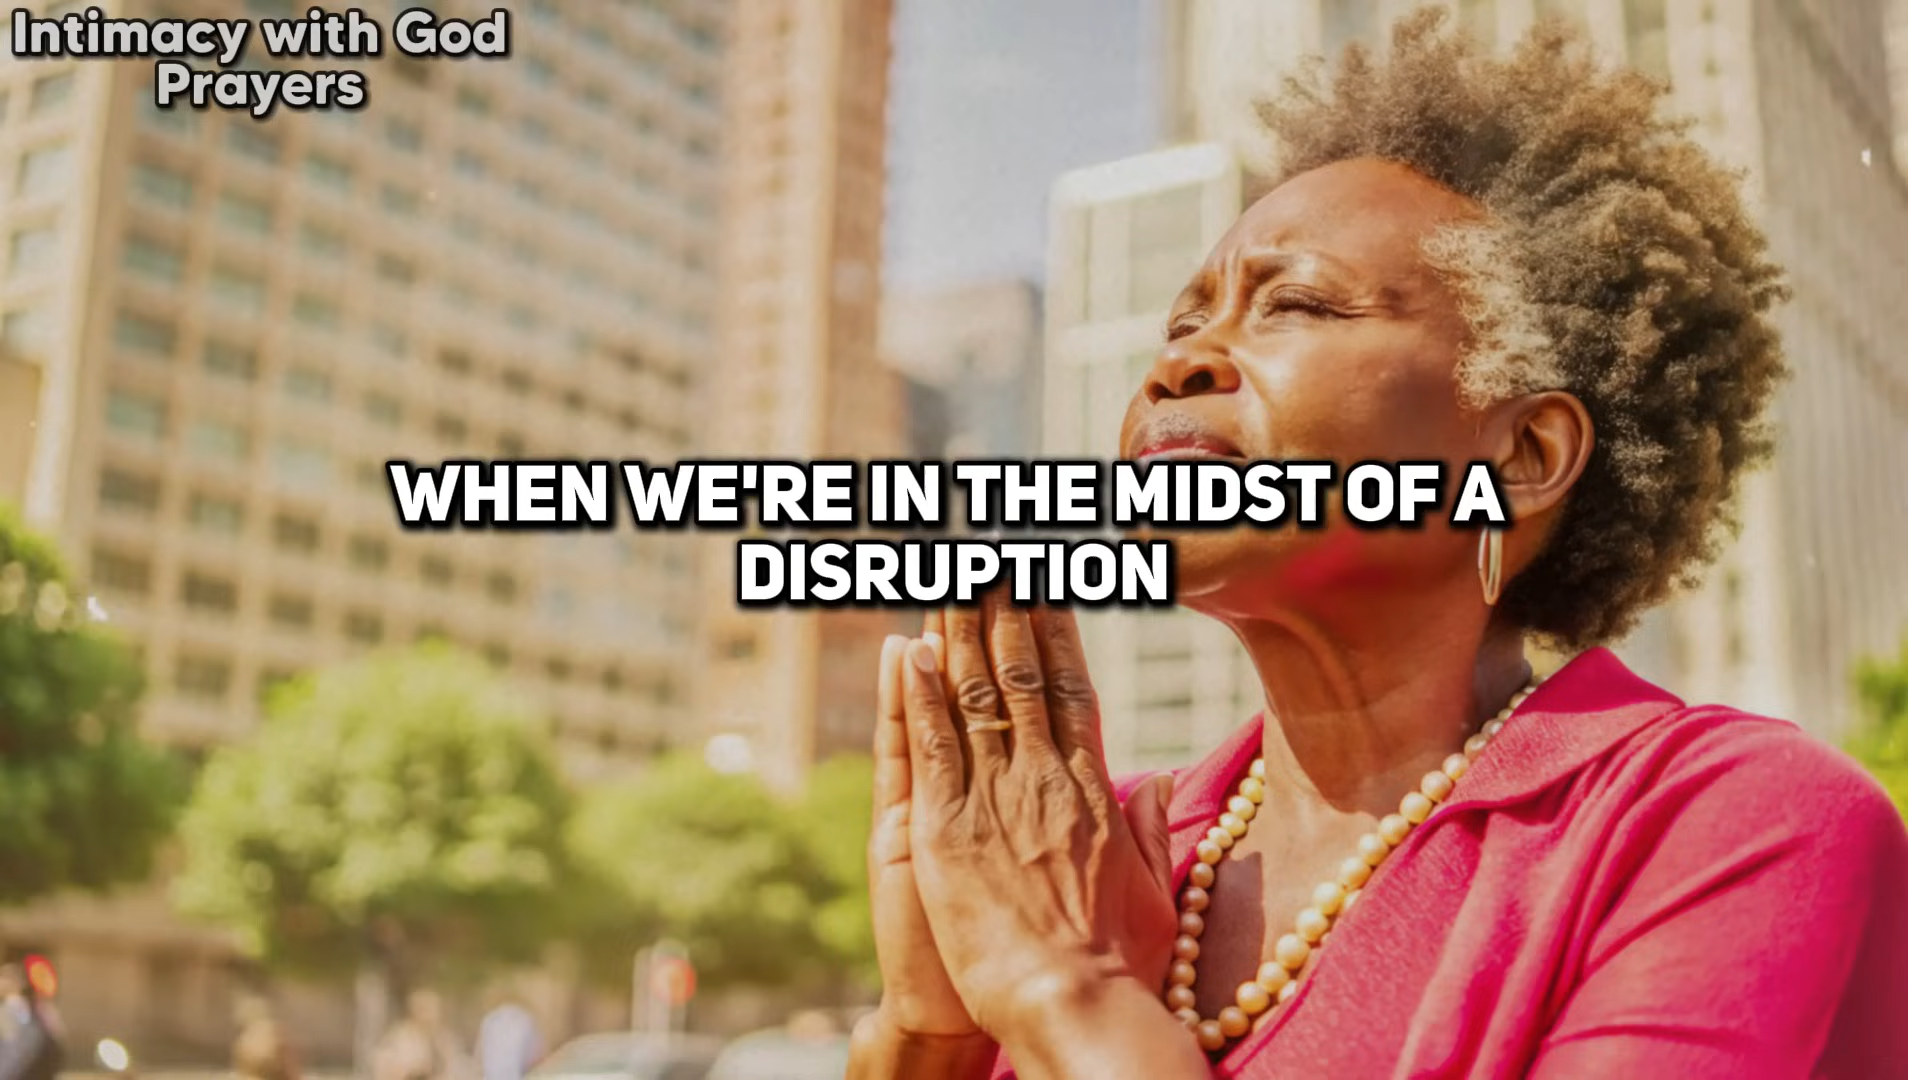 Intimacy with God
Prayers
WHEN WE'RE IN THE MIDST OF A
DISRUPTION